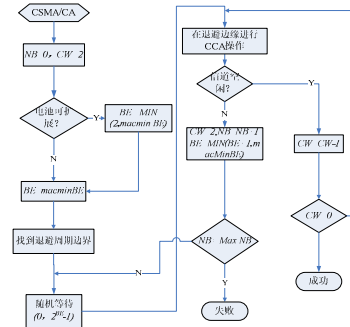 CSMA/CA
NB 0, CW 2
电池可扩
展?
Y
BE MIN
(2,macmin BE)
N
BE macminBE
找到退避周期边界
N
随机等待
(0, 2^BE-1)
在退避边缘进行
CCA操作
信道空
闲?
Y
N
CW 2,NB NB 1
BE MIN(BE 1,m
acMinBE)
CW CW-1
NB Max NB
CW 0
Y
失败
成功